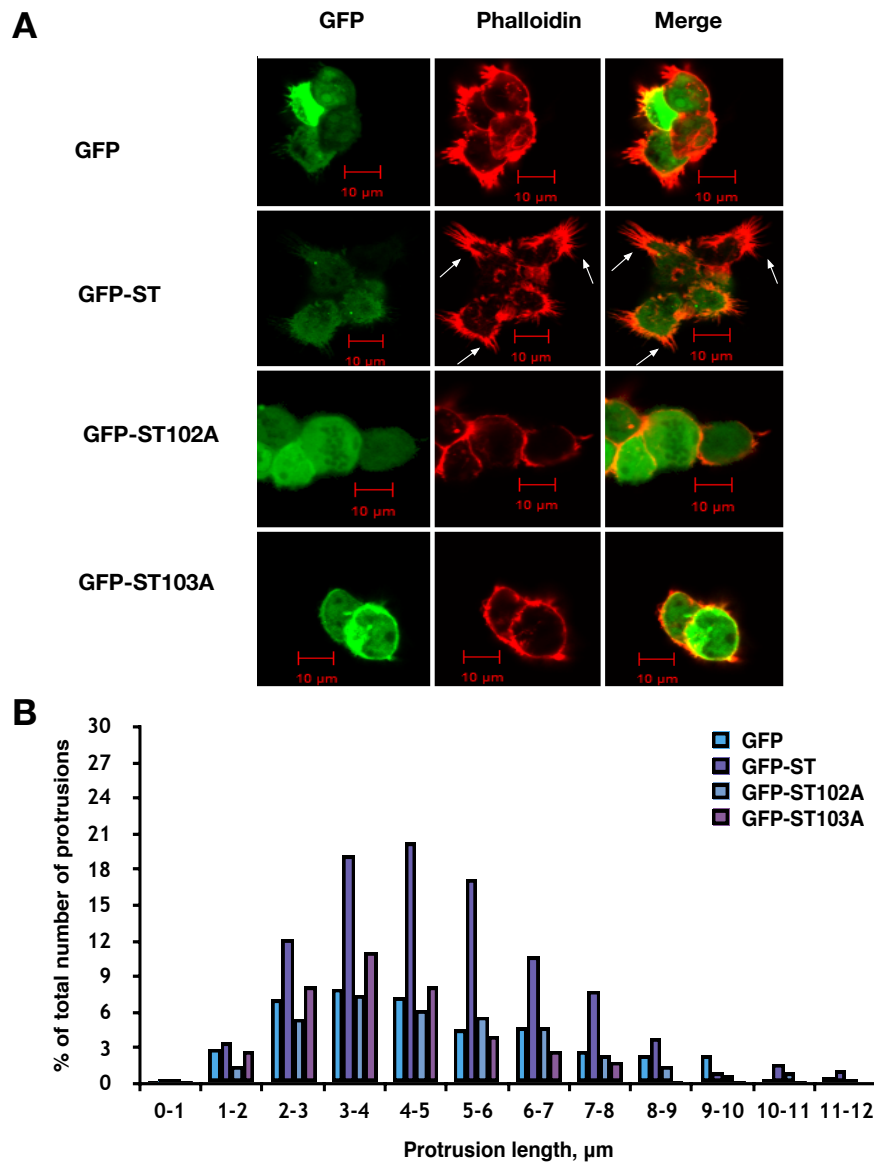 A
GFP Phalloidin Merge
GFP
10 µm 10 µm 10 µm
GFP-ST
10 µm 10 µm 10 µm
GFP-ST102A
10 µm 10 µm 10 µm
GFP-ST103A
10 µm 10 µm 10 µm
B
% of total number of protrusions
30
27
24
21
18
15
12
9
6
3
0
GFP
GFP-ST
GFP-ST102A
GFP-ST103A
0-1 1-2 2-3 3-4 4-5 5-6 6-7 7-8 8-9 9-10 10-11 11-12
Protrusion length, µm